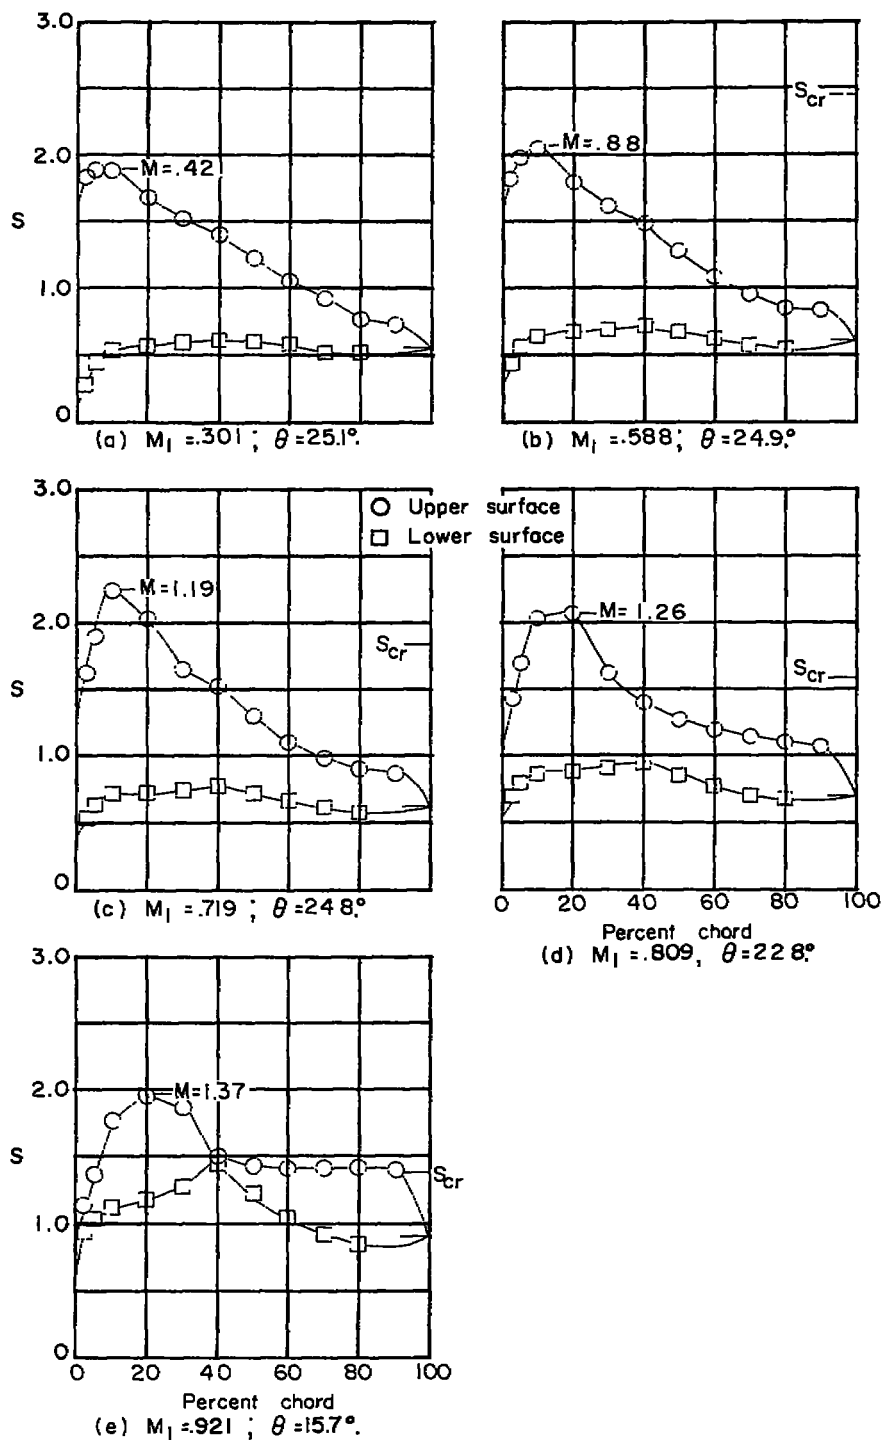 3.0
2.0
S
1.0
0
M=.42
(a) M1 =.301 ; θ =25.1°.
Scr
M=.88
(b) M1 =.588; θ =24.9°.
3.0
2.0
S
1.0
0
○ Upper surface
□ Lower surface
M=1.19
Scr
(c) M1 =.719 ; θ =24 8°.
M=1.26
Scr
0 20 40 60 80 100
Percent chord
(d) M1 =.809, θ =22 8°.
3.0
2.0
S
1.0
0
M=1.37
Scr
0 20 40 60 80 100
Percent chord
(e) M1 =.921 ; θ =15.7°.